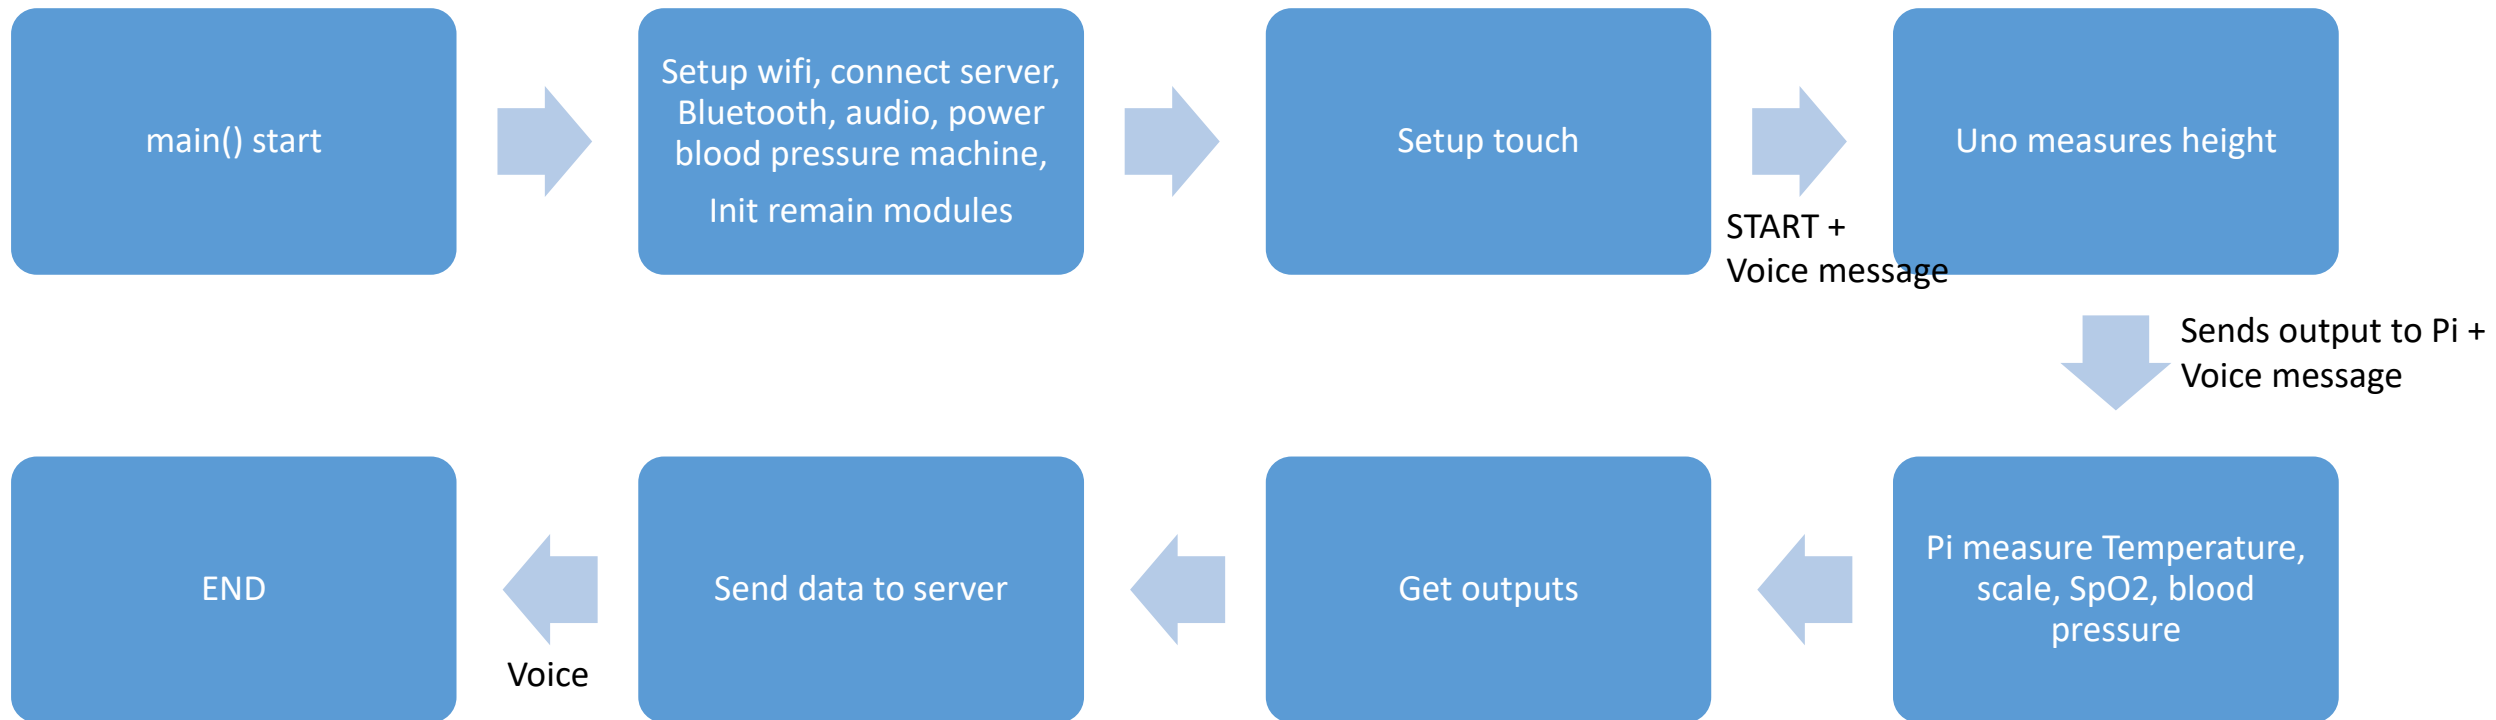 main() start
Setup wifi, connect server,
Bluetooth, audio, power
blood pressure machine,
Init remain modules
Setup touch
START +
Voice message
Uno measures height
Sends output to Pi +
Voice message
Pi measure Temperature,
scale, SpO2, blood
pressure
Get outputs
Send data to server
Voice
END